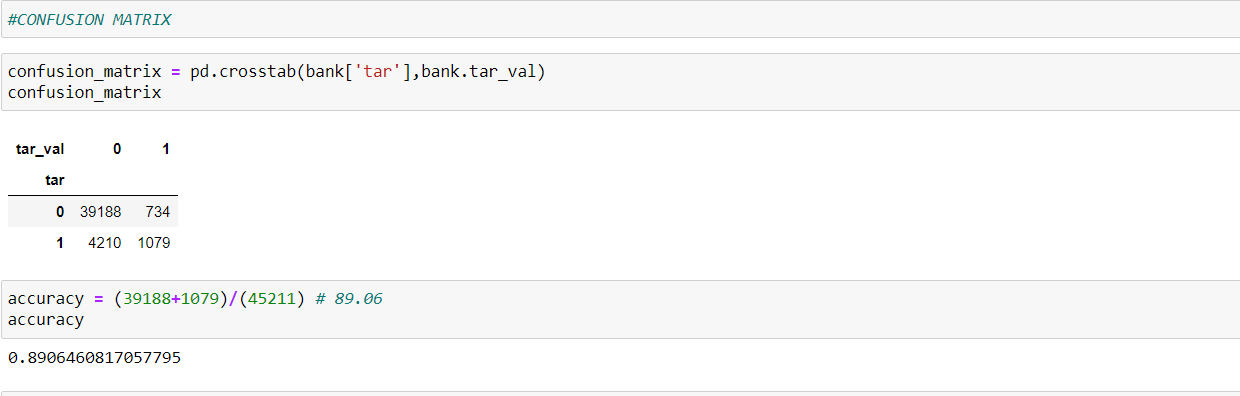 #CONFUSION MATRIX
confusion_matrix = pd.crosstab(bank['tar'],bank.tar_val)
confusion_matrix
tar_val 0 1
tar
0 39188 734
1 4210 1079
accuracy = (39188+1079)/(45211) # 89.06
accuracy
0.8906460817057795